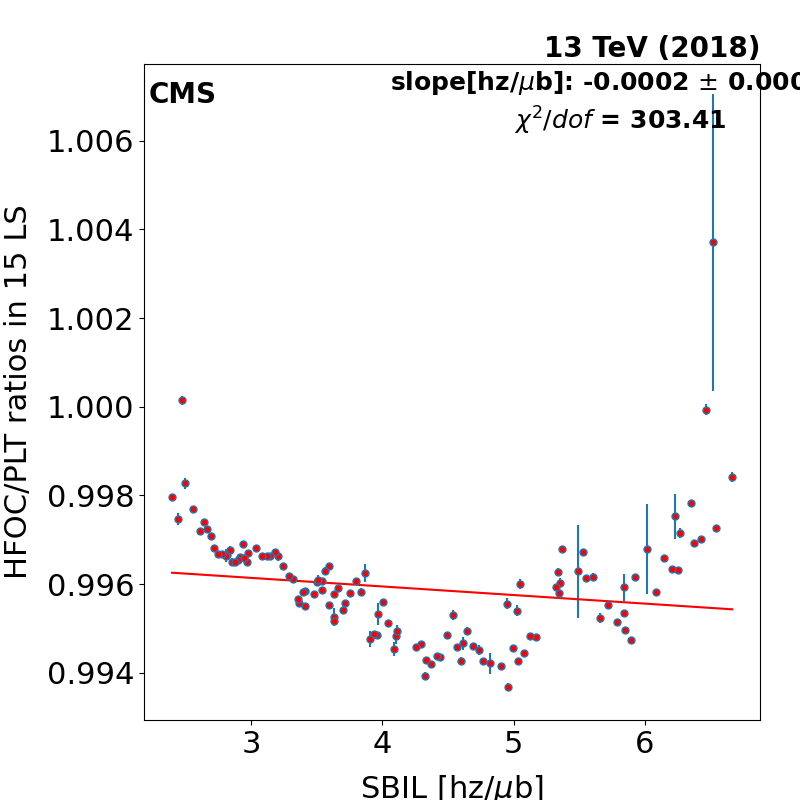 13 TeV (2018)
CMS
slope[hz/μb]: -0.0002 ± 0.000
χ²/dof = 303.41
HFOC/PLT ratios in 15 LS
1.006
1.004
1.002
1.000
0.998
0.996
0.994
3 4 5 6
SBIL [hz/μb]